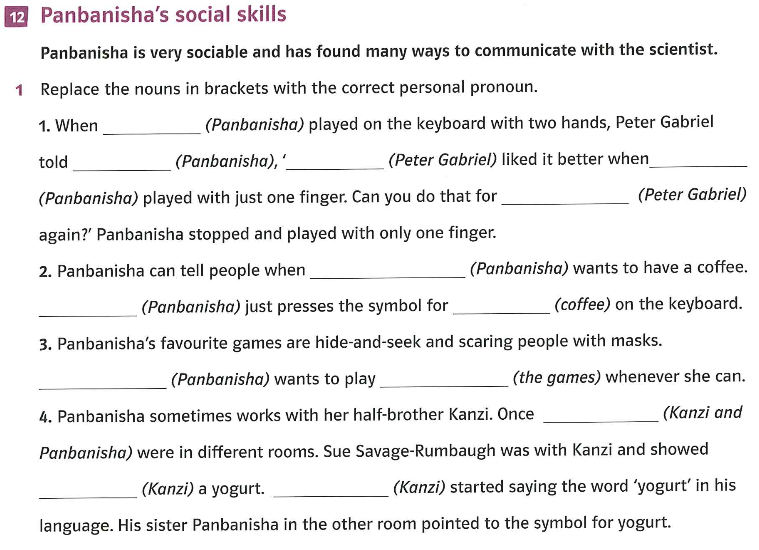 12 Panbanisha's social skills
Panbanisha is very sociable and has found many ways to communicate with the scientist.
1 Replace the nouns in brackets with the correct personal pronoun.
1. When ___________ (Panbanisha) played on the keyboard with two hands, Peter Gabriel
told ___________ (Panbanisha), '___________ (Peter Gabriel) liked it better when___________
(Panbanisha) played with just one finger. Can you do that for ______________ (Peter Gabriel)
again?' Panbanisha stopped and played with only one finger.
2. Panbanisha can tell people when _________________ (Panbanisha) wants to have a coffee.
___________ (Panbanisha) just presses the symbol for ___________ (coffee) on the keyboard.
3. Panbanisha's favourite games are hide-and-seek and scaring people with masks.
______________ (Panbanisha) wants to play ______________ (the games) whenever she can.
4. Panbanisha sometimes works with her half-brother Kanzi. Once _____________ (Kanzi and
Panbanisha) were in different rooms. Sue Savage-Rumbaugh was with Kanzi and showed
___________ (Kanzi) a yogurt. _____________ (Kanzi) started saying the word 'yogurt' in his
language. His sister Panbanisha in the other room pointed to the symbol for yogurt.